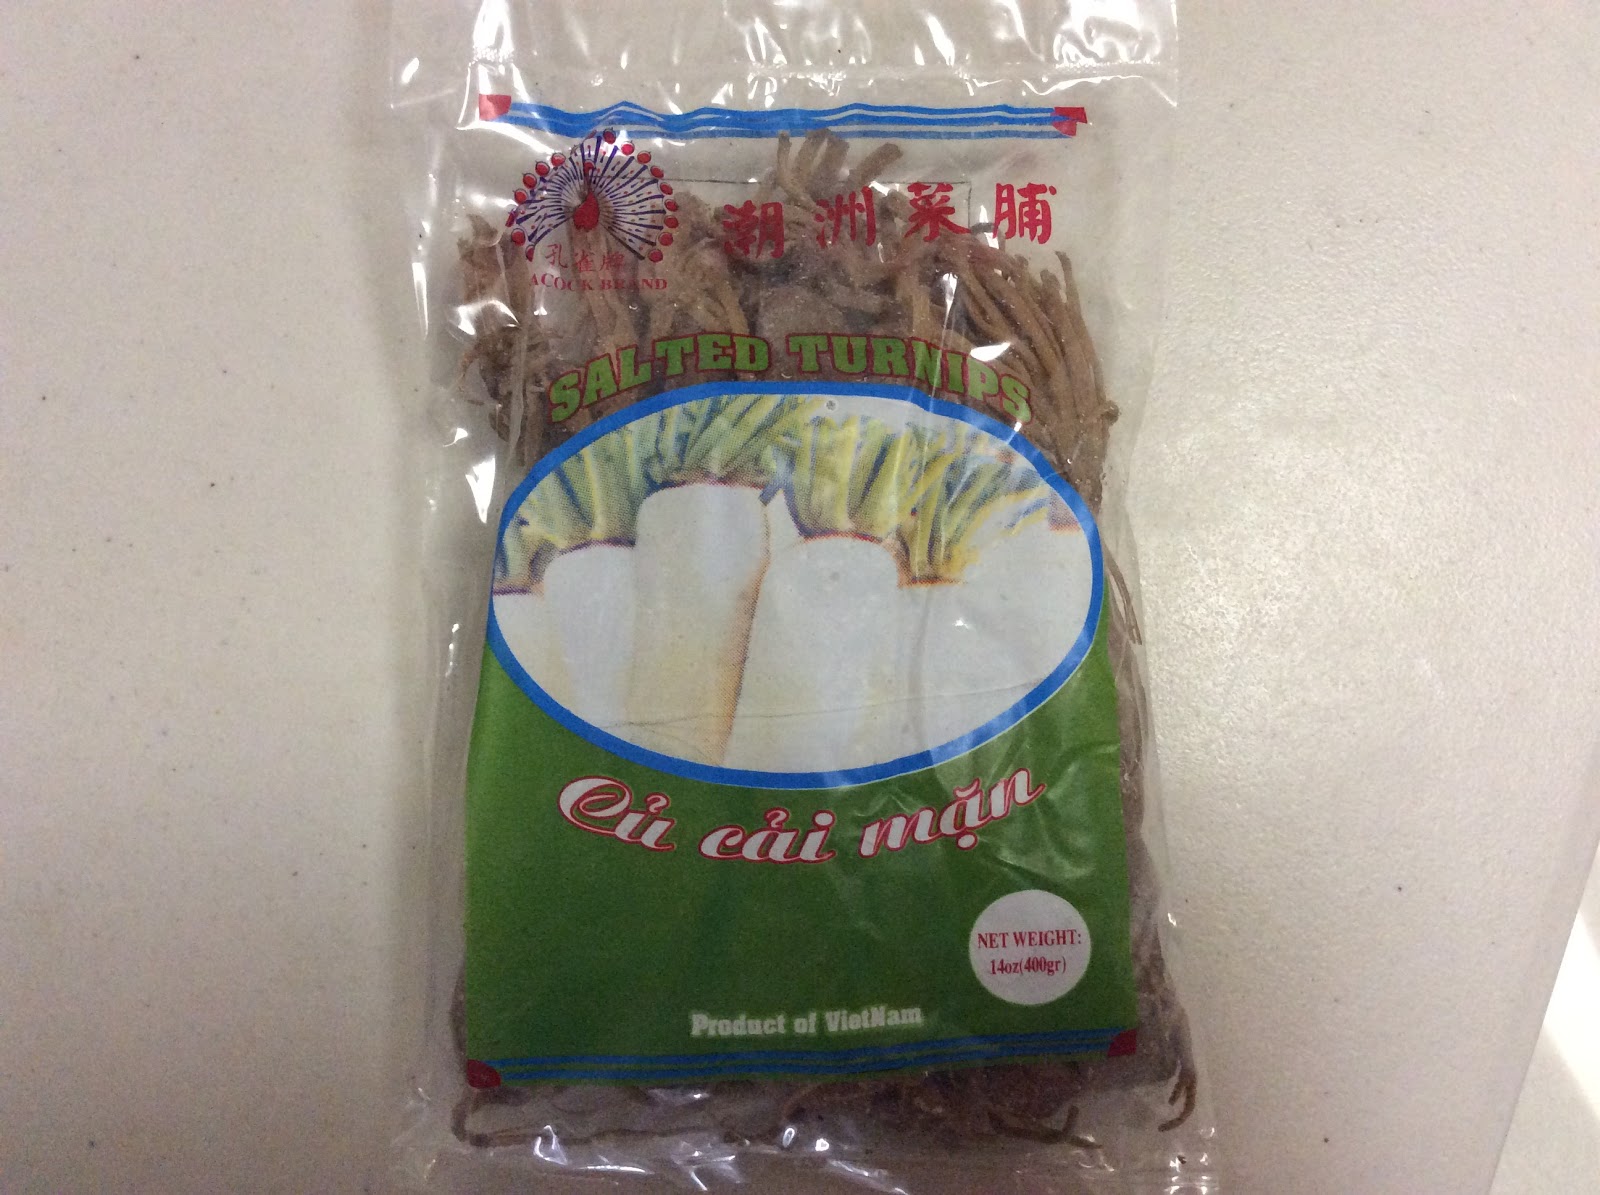 潮洲菜脯
孔雀牌
ACOCK BRAND
SALTED TURNIPS
Củ cải mặn
NET WEIGHT:
14oz(400gr)
Product of VietNam